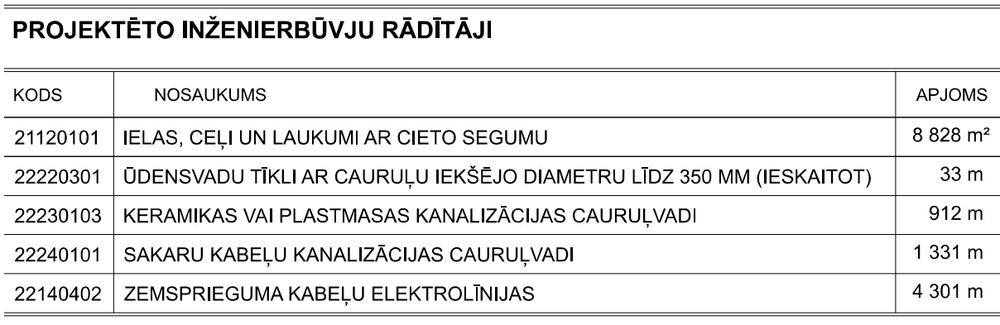 PROJEKTĒTO INŽENIERBŪVJU RĀDĪTĀJI
KODS NOSAUKUMS APJOMS
21120101 IELAS, CEĻI UN LAUKUMI AR CIETO SEGUMU 8 828 m²
22220301 ŪDENSVADU TĪKLI AR CAURUĻU IEKŠĒJO DIAMETRU LĪDZ 350 MM (IESKAITOT) 33 m
22230103 KERAMIKAS VAI PLASTMASAS KANALIZĀCIJAS CAURUĻVADI 912 m
22240101 SAKARU KABEĻU KANALIZĀCIJAS CAURUĻVADI 1 331 m
22140402 ZEMSPRIEGUMA KABEĻU ELEKTROLĪNIJAS 4 301 m